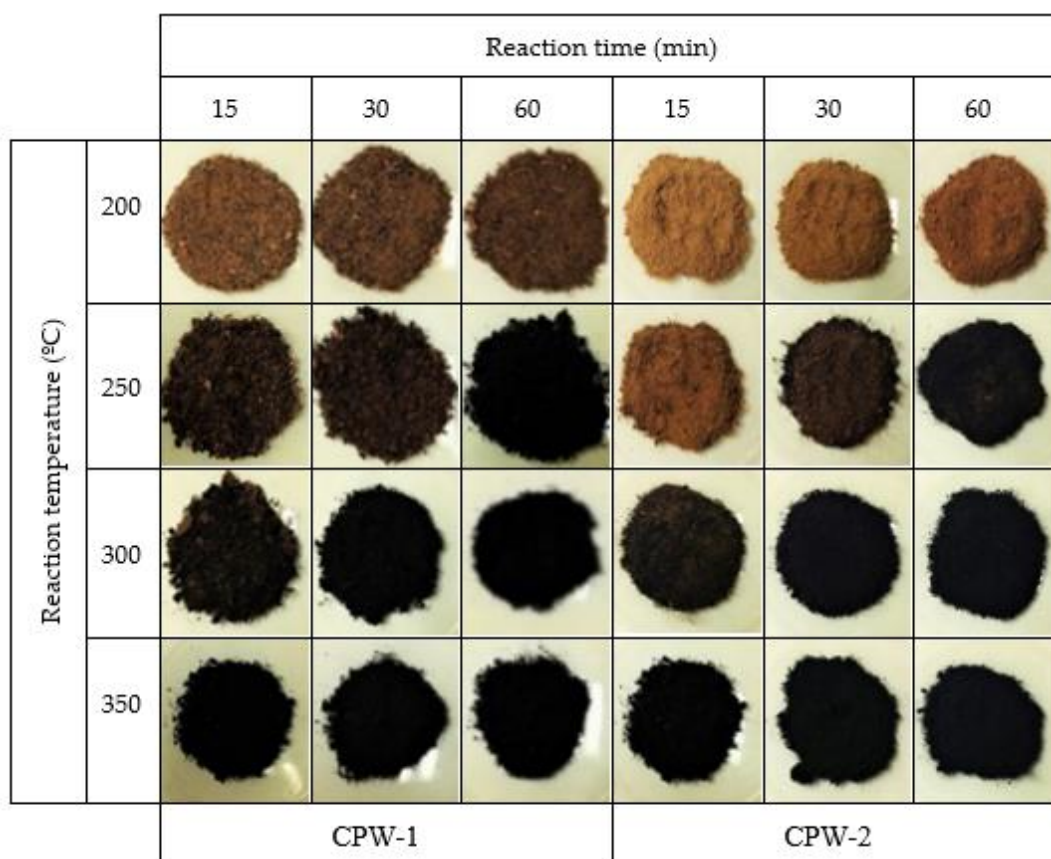 Reaction time (min)
15 30 60 15 30 60
Reaction temperature (ºC)
200
250
300
350
CPW-1 CPW-2